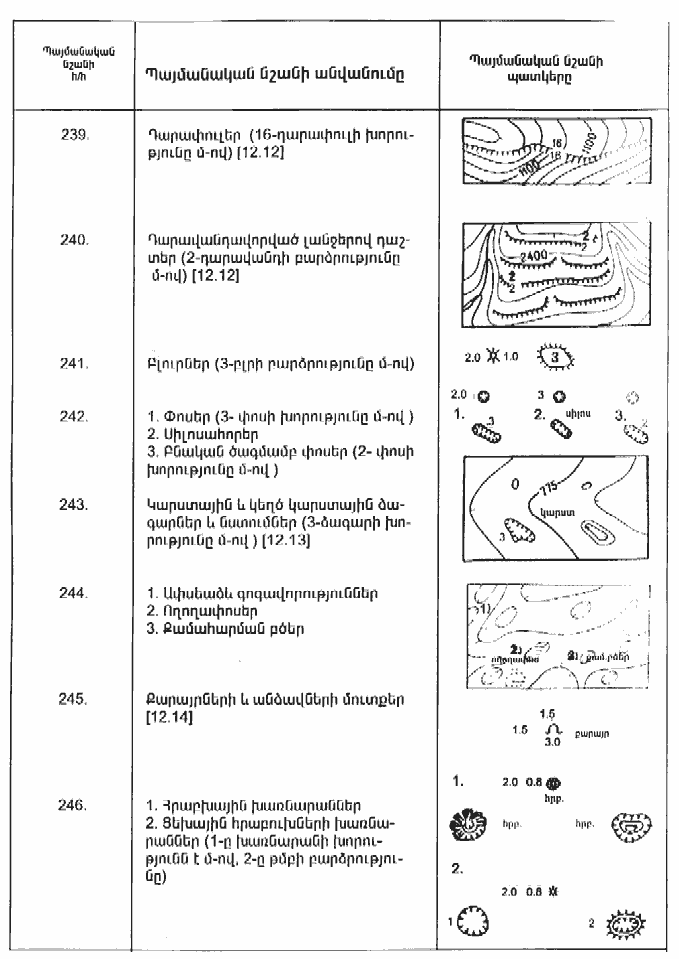 Պայմանական
նշանի
հ/հ
Պայմանական նշանի անվանումը
Պայմանական նշանի
պատկերը
239.
Դարափուլեր (16-դարափուլի խորու-
թյունը մ-ով) [12.12]
16
16
1100
1100
240.
Դարավանդավորված լանջերով դաշ-
տեր (2-դարավանդի բարձրությունը
մ-ով) [12.12]
2
2
2400
2
2
241.
Բլուրներ (3-բլրի բարձրությունը մ-ով)
2.0 1.0 3
242.
1. Փոսեր (3- փոսի խորությունը մ-ով )
2. Սիլոսահորեր
3. Բնական ծագմամբ փոսեր (2- փոսի
խորությունը մ-ով )
2.0 3
1. 3 2. սիլոս 3. 2
243.
Կարստային և կեղծ կարստային ձա-
գարներ և նստումներ (3-ձագարի խո-
րությունը մ-ով ) [12.13]
775
կարստ
3
244.
1. Ափսեաձև գոգավորություններ
2. Ողողափոսեր
3. Քամահարման բծեր
1)
2)
ողողափոս
քամ.բծեր
245.
Քարայրների և անձավների մուտքեր
[12.14]
1.5
1.5 քարայր
3.0
246.
1. Հրաբխային խառնարաններ
2. Ցեխային հրաբուխների խառնա-
րաններ (1-ը խառնարանի խորու-
թյունն է մ-ով, 2-ը թմբի բարձրությու-
նը)
1. 2.0 0.8
հրբ.
հրբ. հրբ.
2.
2.0 0.8
1 2